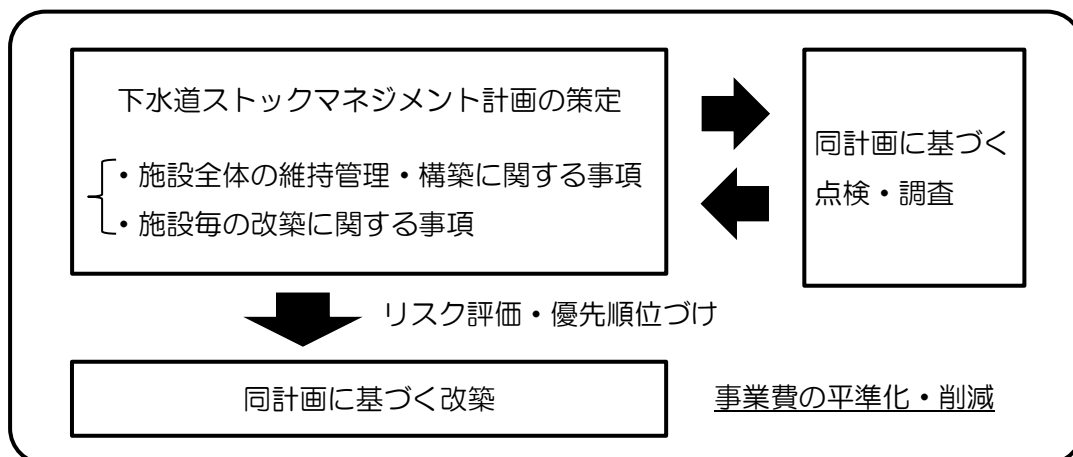 下水道ストックマネジメント計画の策定
・施設全体の維持管理・構築に関する事項
・施設毎の改築に関する事項
同計画に基づく
点検・調査
リスク評価・優先順位づけ
同計画に基づく改築
事業費の平準化・削減